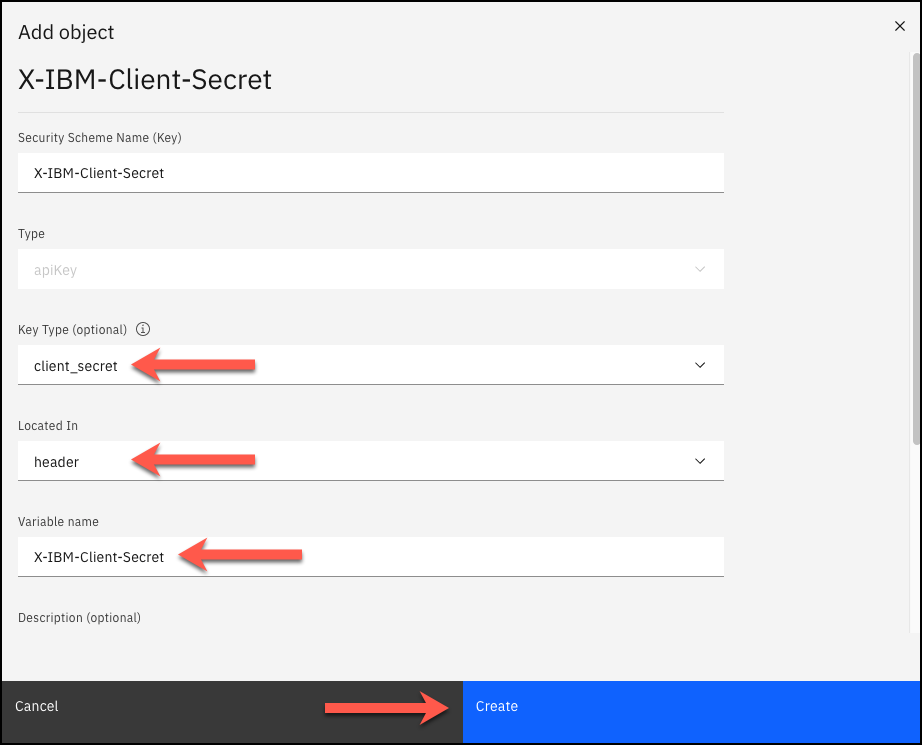 Add object
X-IBM-Client-Secret
Security Scheme Name (Key)
X-IBM-Client-Secret
Type
apiKey
Key Type (optional)
client_secret
Located In
header
Variable name
X-IBM-Client-Secret
Description (optional)
Cancel
Create